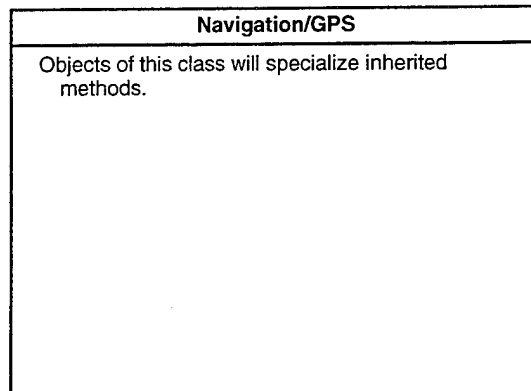 Navigation/GPS
Objects of this class will specialize inherited
methods.